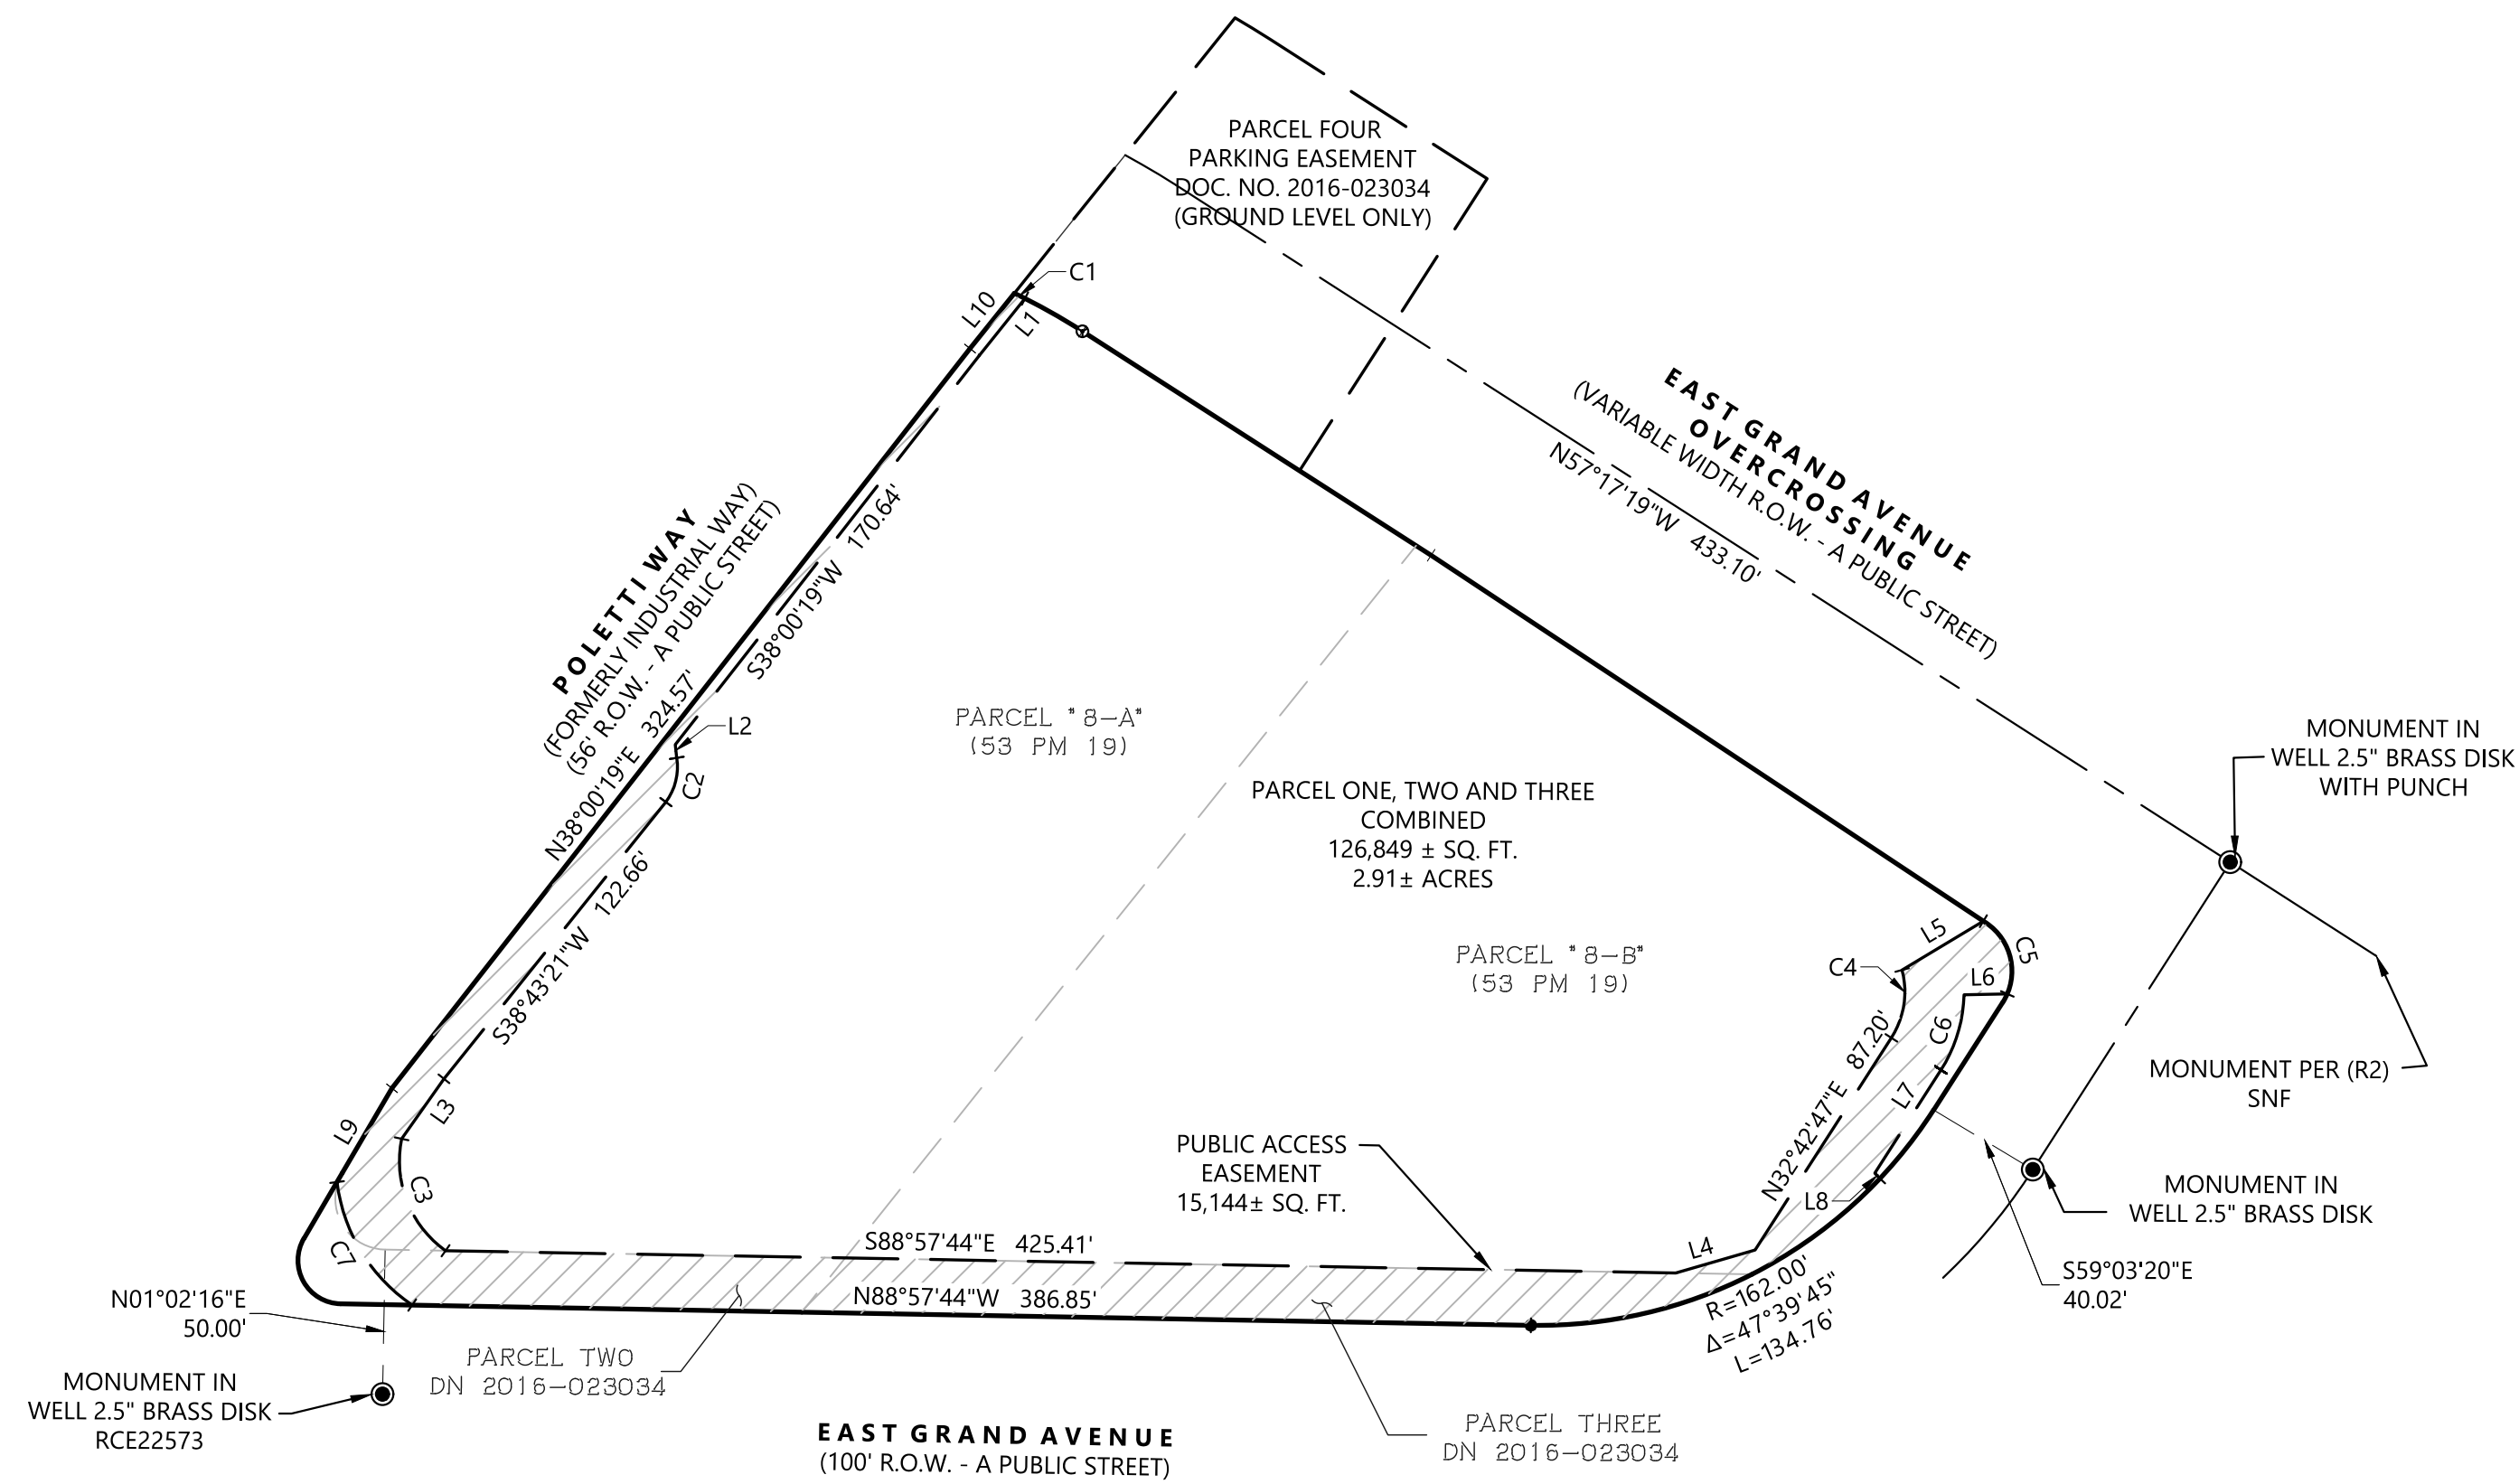 PARCEL FOUR
PARKING EASEMENT
DOC. NO. 2016-023034
(GROUND LEVEL ONLY)
C1
L10
L1
EAST GRAND AVENUE
OVERCROSSING
(VARIABLE WIDTH R.O.W. - A PUBLIC STREET)
N57°17'19"W 433.10'
POLETTI WAY
(FORMERLY INDUSTRIAL WAY)
(56' R.O.W. - A PUBLIC STREET)
N38°00'19"E 324.57'
S38°00'19"W 170.64'
L2
C2
PARCEL "8-A"
(53 PM 19)
MONUMENT IN
WELL 2.5" BRASS DISK
WITH PUNCH
PARCEL ONE, TWO AND THREE
COMBINED
126,849 ± SQ. FT.
2.91± ACRES
S38°43'21"W 122.66'
PARCEL "8-B"
(53 PM 19)
L5
C5
C4
L6
C6
N32°42'47"E 87.20'
L7
L8
MONUMENT PER (R2)
SNF
L3
L9
C3
C7
PUBLIC ACCESS
EASEMENT
15,144± SQ. FT.
MONUMENT IN
WELL 2.5" BRASS DISK
S88°57'44"E 425.41'
L4
N88°57'44"W 386.85'
R=162.00'
Δ=47°39'45"
L=134.76'
S59°03'20"E
40.02'
N01°02'16"E
50.00'
PARCEL TWO
DN 2016-023034
MONUMENT IN
WELL 2.5" BRASS DISK
RCE22573
PARCEL THREE
DN 2016-023034
EAST GRAND AVENUE
(100' R.O.W. - A PUBLIC STREET)